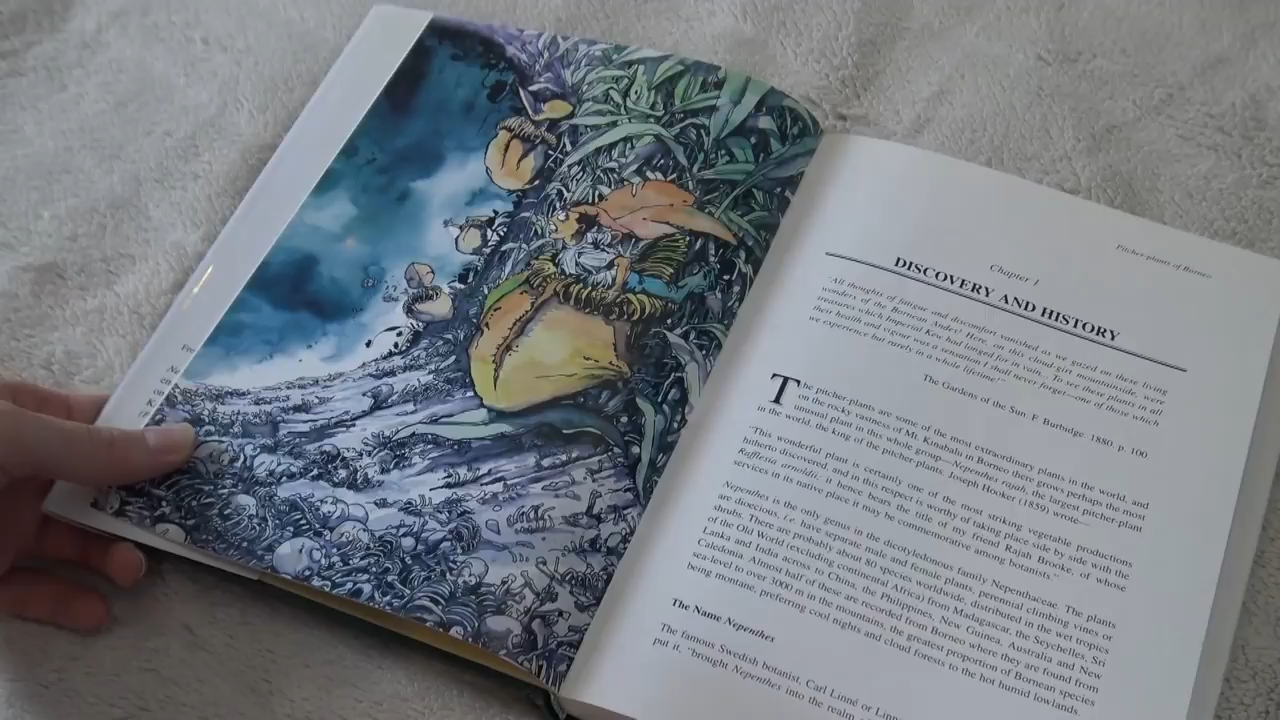 Pitcher-plants of Borneo
Chapter 1
DISCOVERY AND HISTORY
"All thoughts of fatigue and discomfort vanished as we gazed on these living
wonders of the Bornean Andes! Here, on this cloud-girt mountainside, were
treasures which Imperial Kew had longed for in vain.. To see these plants in all
their health and vigour was a sensation I shall never forget—one of those which
we experience but rarely in a whole lifetime!"
The Gardens of the Sun. F. Burbidge. 1880. p. 100
The pitcher-plants are some of the most extraordinary plants in the world, and
on the rocky vastness of Mt. Kinabalu in Borneo there grows perhaps the most
unusual plant in this whole group—Nepenthes rajah, the largest pitcher-plant
in the world, the king of the pitcher-plants. Joseph Hooker (1859) wrote—
"This wonderful plant is certainly one of the most striking vegetable productions
hitherto discovered, and in this respect is worthy of taking place side by side with the
Rafflesia arnoldii; it hence bears the title of my friend Rajah Brooke, of whose
services in its native place it may be commemorative among botanists."
Nepenthes is the only genus in the dicotyledonous family Nepenthaceae. The plants
are dioecious, i.e. have separate male and female plants, perennial climbing vines or
shrubs. There are probably about 80 species worldwide, distributed in the wet tropics
of the Old World (excluding continental Africa) from Madagascar, the Seychelles, Sri
Lanka and India across to China, the Philippines, New Guinea, Australia and New
Caledonia. Almost half of these are recorded from Borneo where they are found from
sea-level to over 3000 m in the mountains, the greatest proportion of Bornean species
being montane, preferring cool nights and cloud forests to the hot humid lowlands.
The Name Nepenthes
The famous Swedish botanist, Carl Linné or Linn
put it, "brought Nepenthes into the realm